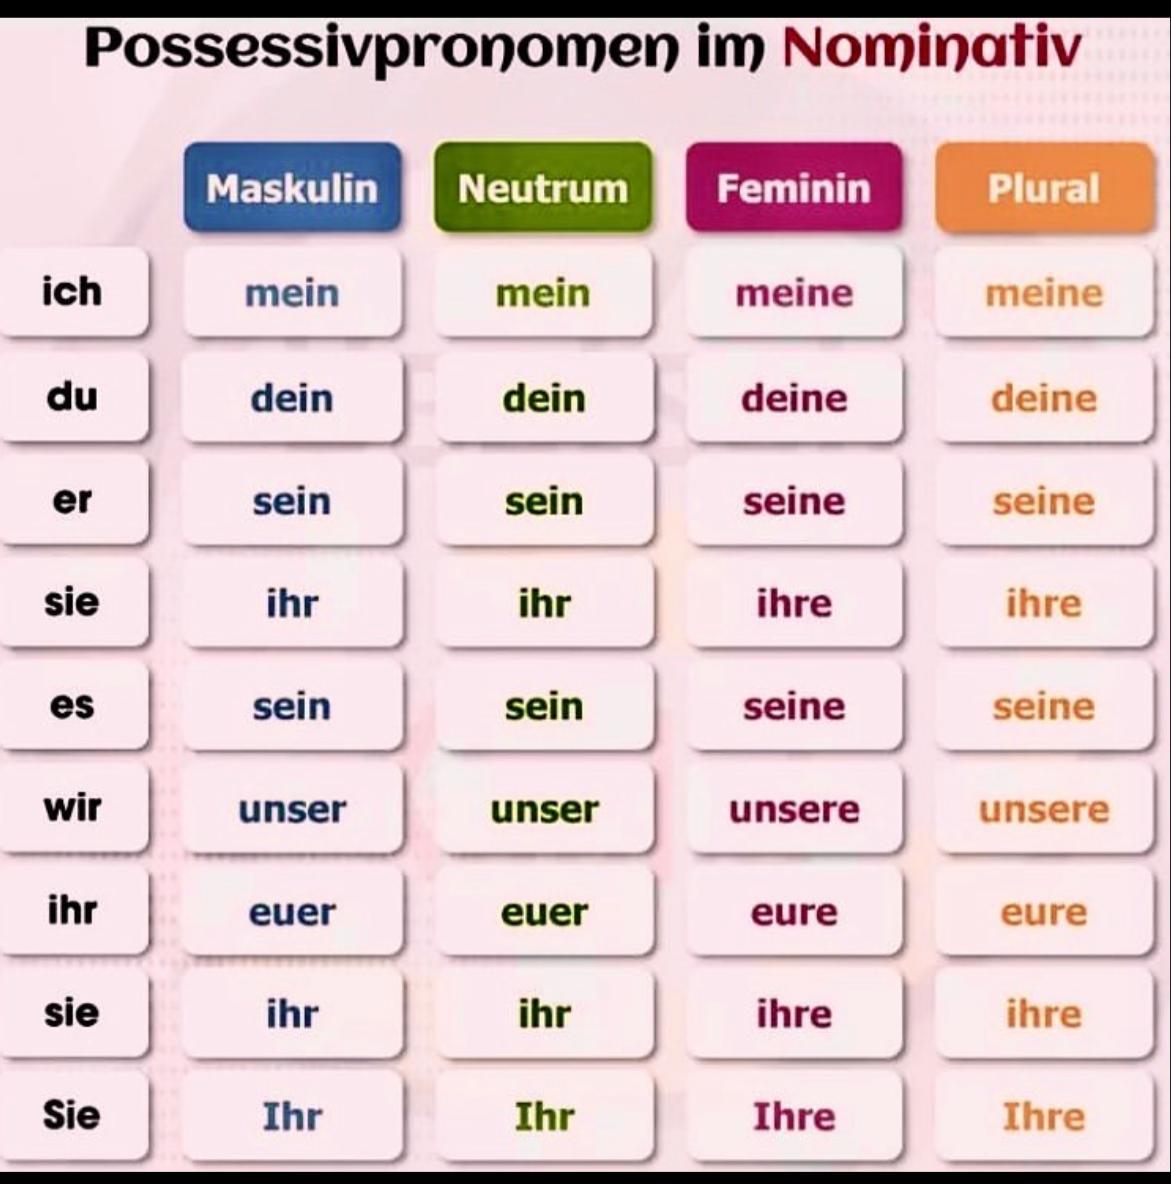 Possessivpronomen im Nominativ
Maskulin Neutrum Feminin Plural
ich mein mein meine meine
du dein dein deine deine
er sein sein seine seine
sie ihr ihr ihre ihre
es sein sein seine seine
wir unser unser unsere unsere
ihr euer euer eure eure
sie ihr ihr ihre ihre
Sie Ihr Ihr Ihre Ihre